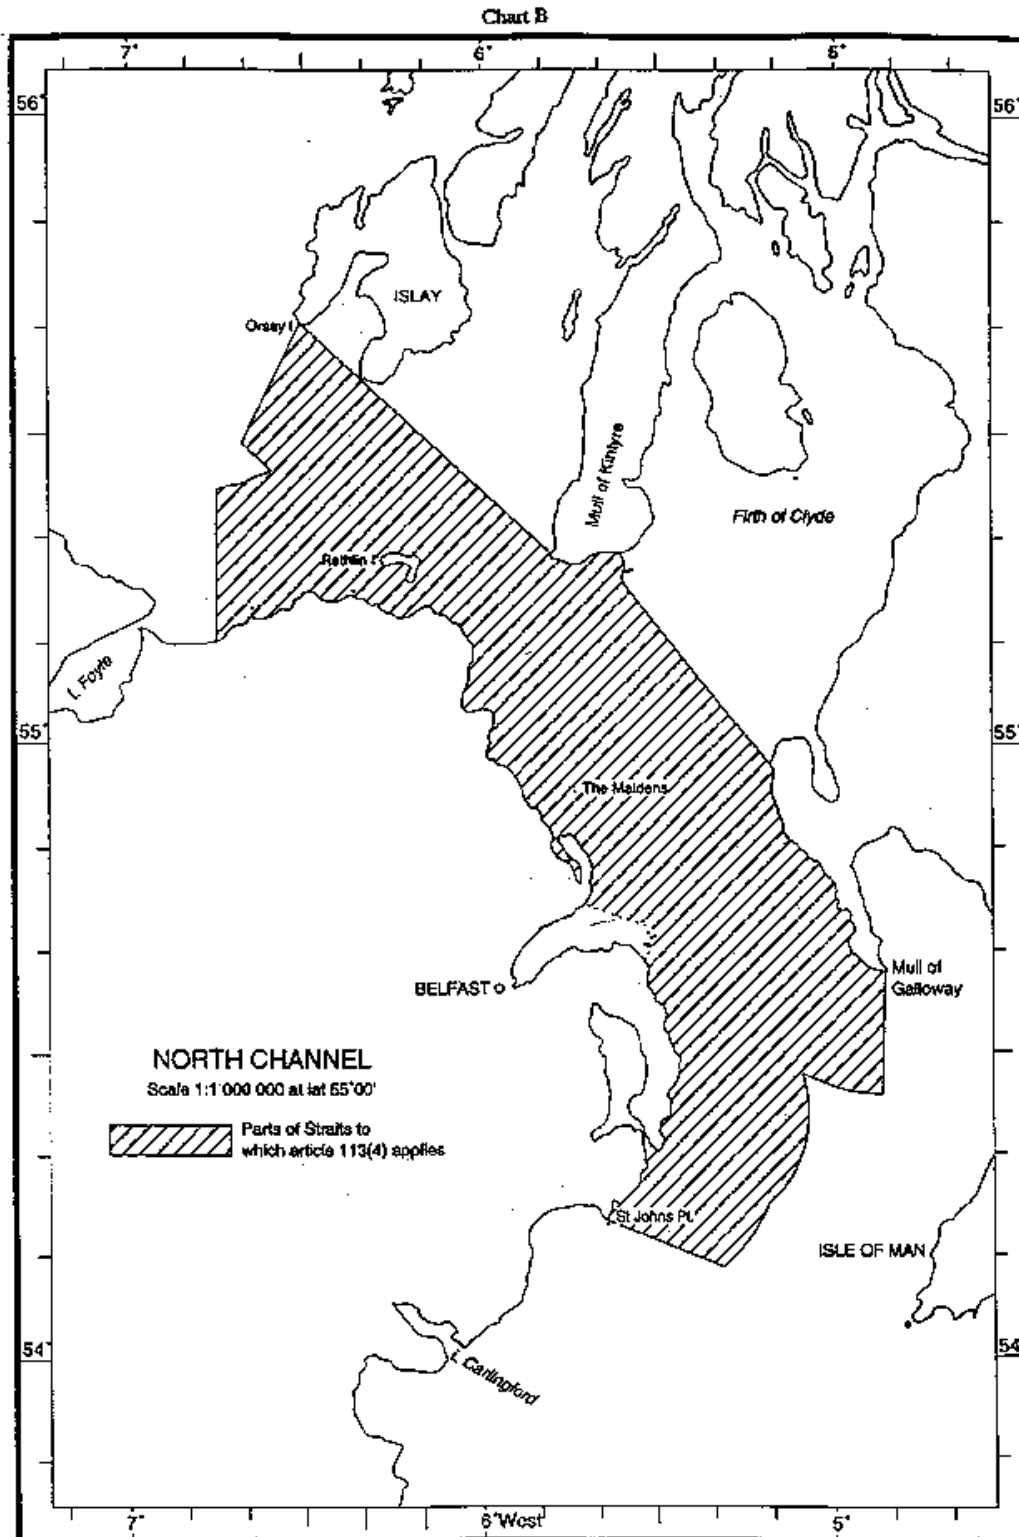 Chart B
7° 6° 5°
56° 56°
ISLAY
Orsay I
Mull of Kintyre
Firth of Clyde
Rathlin I
L. Foyle
55° 55°
The Maidens
BELFAST
Mull of
Galloway
NORTH CHANNEL
Scale 1:1 000 000 at lat 55°00'
Parts of Straits to
which article 113(4) applies
St Johns Pt.
ISLE OF MAN
54° 54
L. Carlingford
7° 6°West 5°